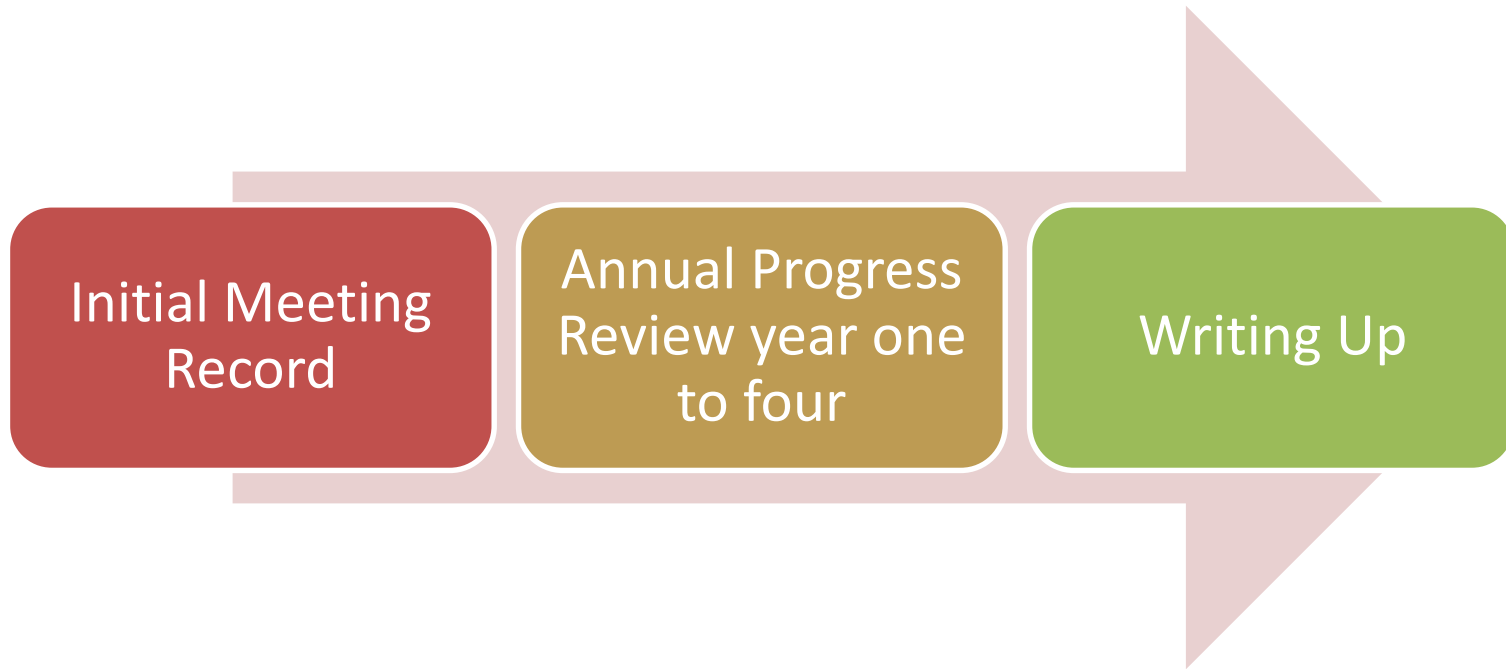 Initial Meeting
Record
Annual Progress
Review year one
to four
Writing Up